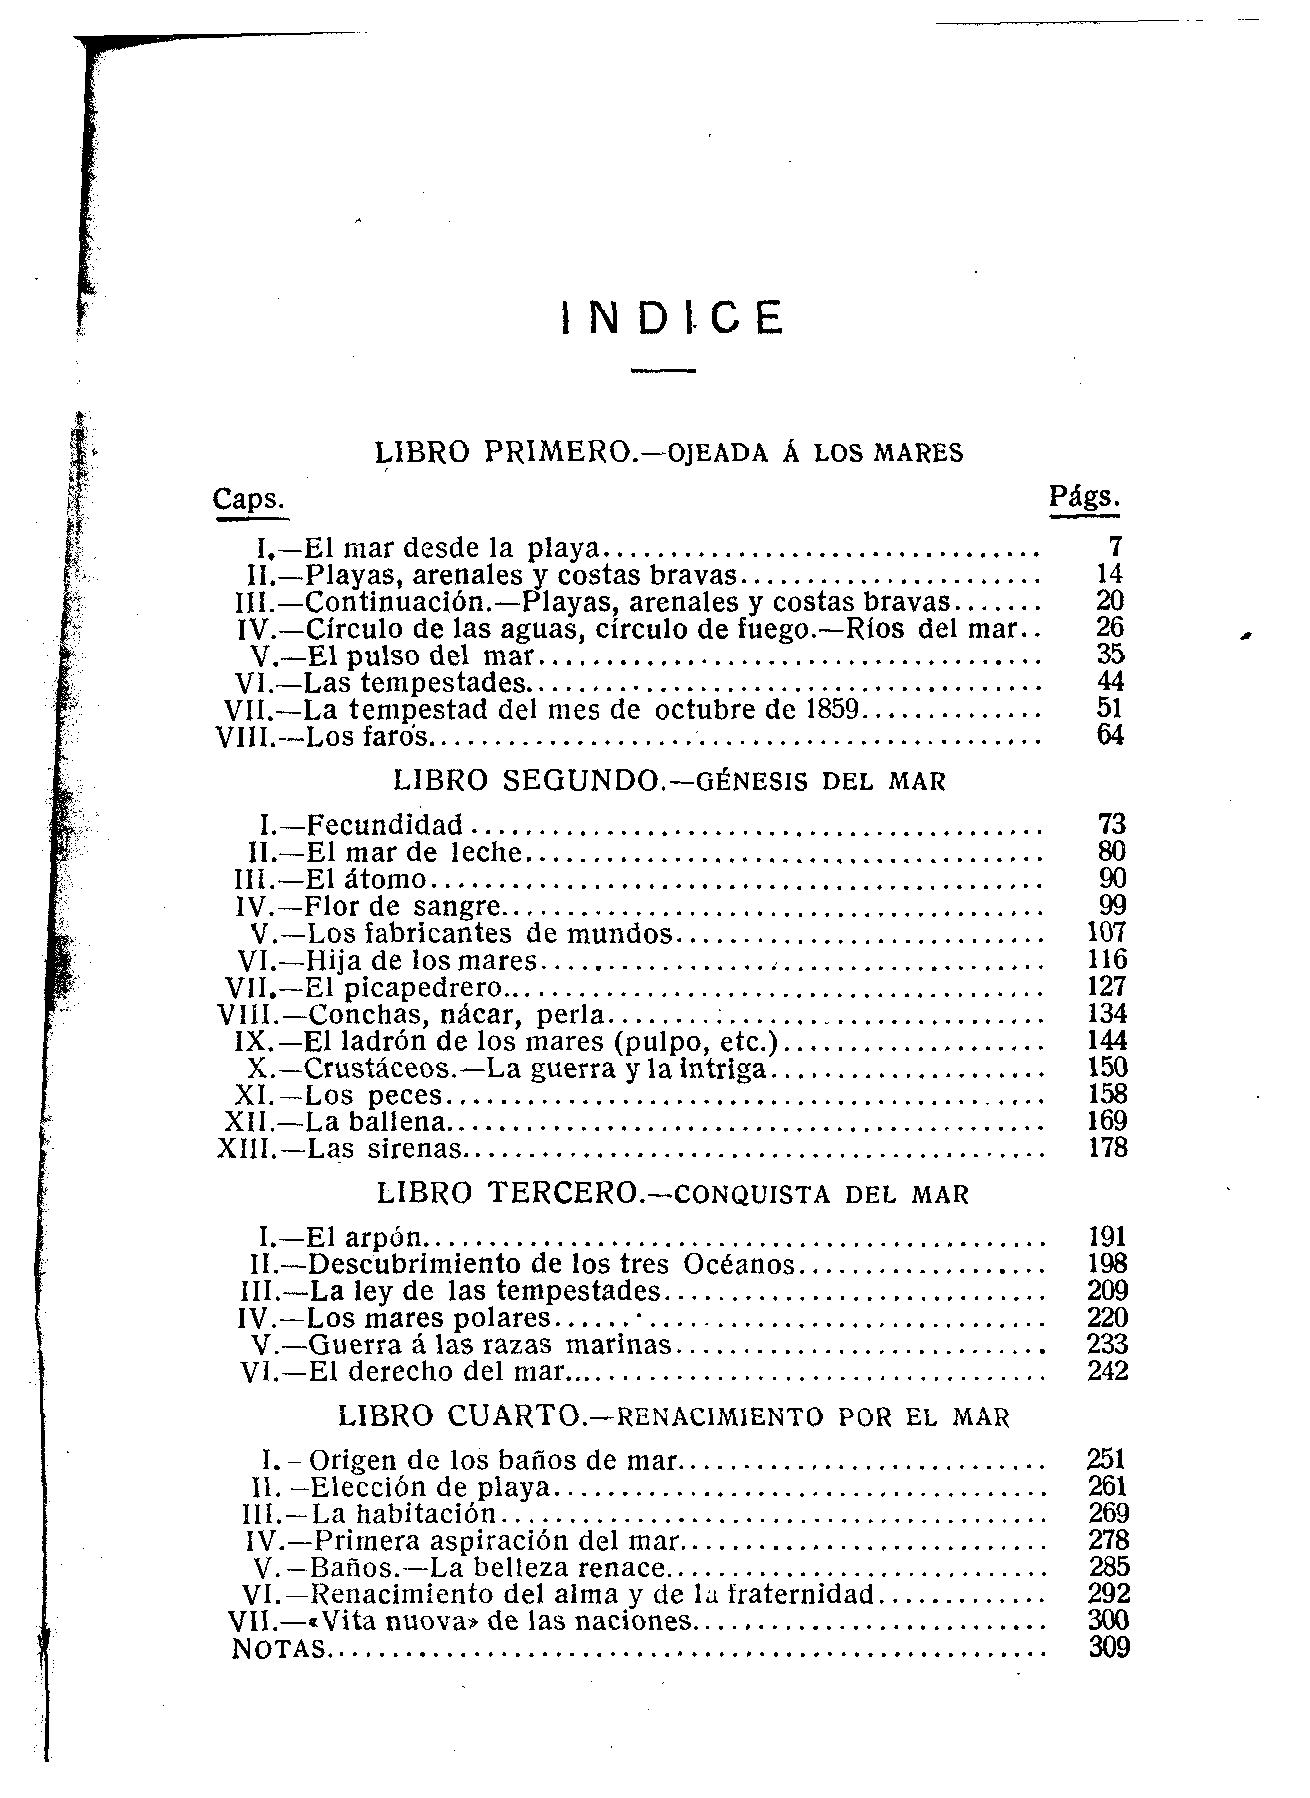 INDICE
LIBRO PRIMERO.—OJEADA Á LOS MARES
Caps. Págs.
I.—El mar desde la playa................................. 7
II.—Playas, arenales y costas bravas....................... 14
III.—Continuación.—Playas, arenales y costas bravas....... 20
IV.—Círculo de las aguas, círculo de fuego.—Ríos del mar.. 26
V.—El pulso del mar...................................... 35
VI.—Las tempestades....................................... 44
VII.—La tempestad del mes de octubre de 1859.............. 51
VIII.—Los faros.............................................. 64
LIBRO SEGUNDO.—GÉNESIS DEL MAR
I.—Fecundidad........................................... 73
II.—El mar de leche....................................... 80
III.—El átomo.............................................. 90
IV.—Flor de sangre......................................... 99
V.—Los fabricantes de mundos............................ 107
VI.—Hija de los mares...................................... 116
VII.—El picapedrero......................................... 127
VIII.—Conchas, nácar, perla................................. 134
IX.—El ladrón de los mares (pulpo, etc.).................... 144
X.—Crustáceos.—La guerra y la intriga..................... 150
XI.—Los peces............................................. 158
XII.—La ballena............................................. 169
XIII.—Las sirenas............................................ 178
LIBRO TERCERO.—CONQUISTA DEL MAR
I.—El arpón............................................... 191
II.—Descubrimiento de los tres Océanos................... 198
III.—La ley de las tempestades............................. 209
IV.—Los mares polares..................................... 220
V.—Guerra á las razas marinas............................ 233
VI.—El derecho del mar.................................... 242
LIBRO CUARTO.—RENACIMIENTO POR EL MAR
I.—Origen de los baños de mar............................ 251
II.—Elección de playa..................................... 261
III.—La habitación......................................... 269
IV.—Primera aspiración del mar............................ 278
V.—Baños.—La belleza renace............................. 285
VI.—Renacimiento del alma y de la fraternidad............. 292
VII.—«Vita nuova» de las naciones.......................... 300
NOTAS..................................................... 309